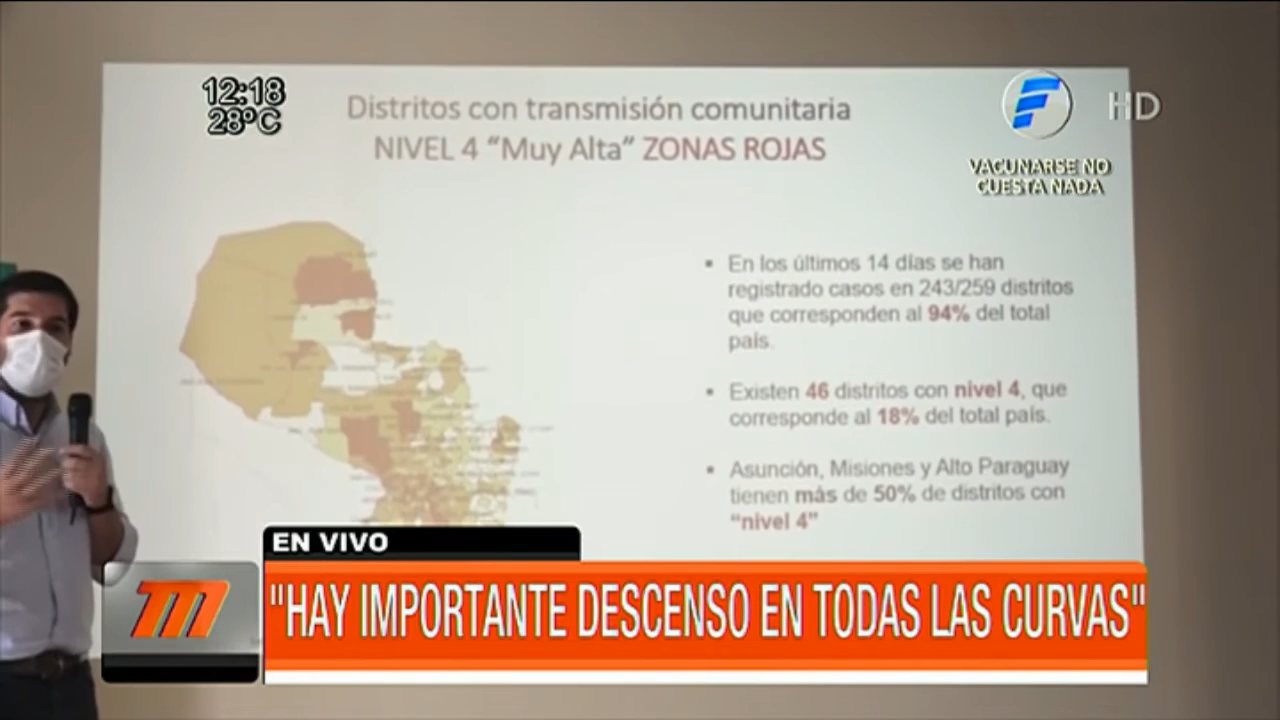 12:18
28°C
Distritos con transmisión comunitaria
NIVEL 4 “Muy Alta” ZONAS ROJAS
HD
VACUNARSE NO
CUESTA NADA
▪ En los últimos 14 días se han
registrado casos en 243/259 distritos
que corresponden al 94% del total
país.
▪ Existen 46 distritos con nivel 4, que
corresponde al 18% del total país.
▪ Asunción, Misiones y Alto Paraguay
tienen más de 50% de distritos con
“nivel 4”
EN VIVO
"HAY IMPORTANTE DESCENSO EN TODAS LAS CURVAS"